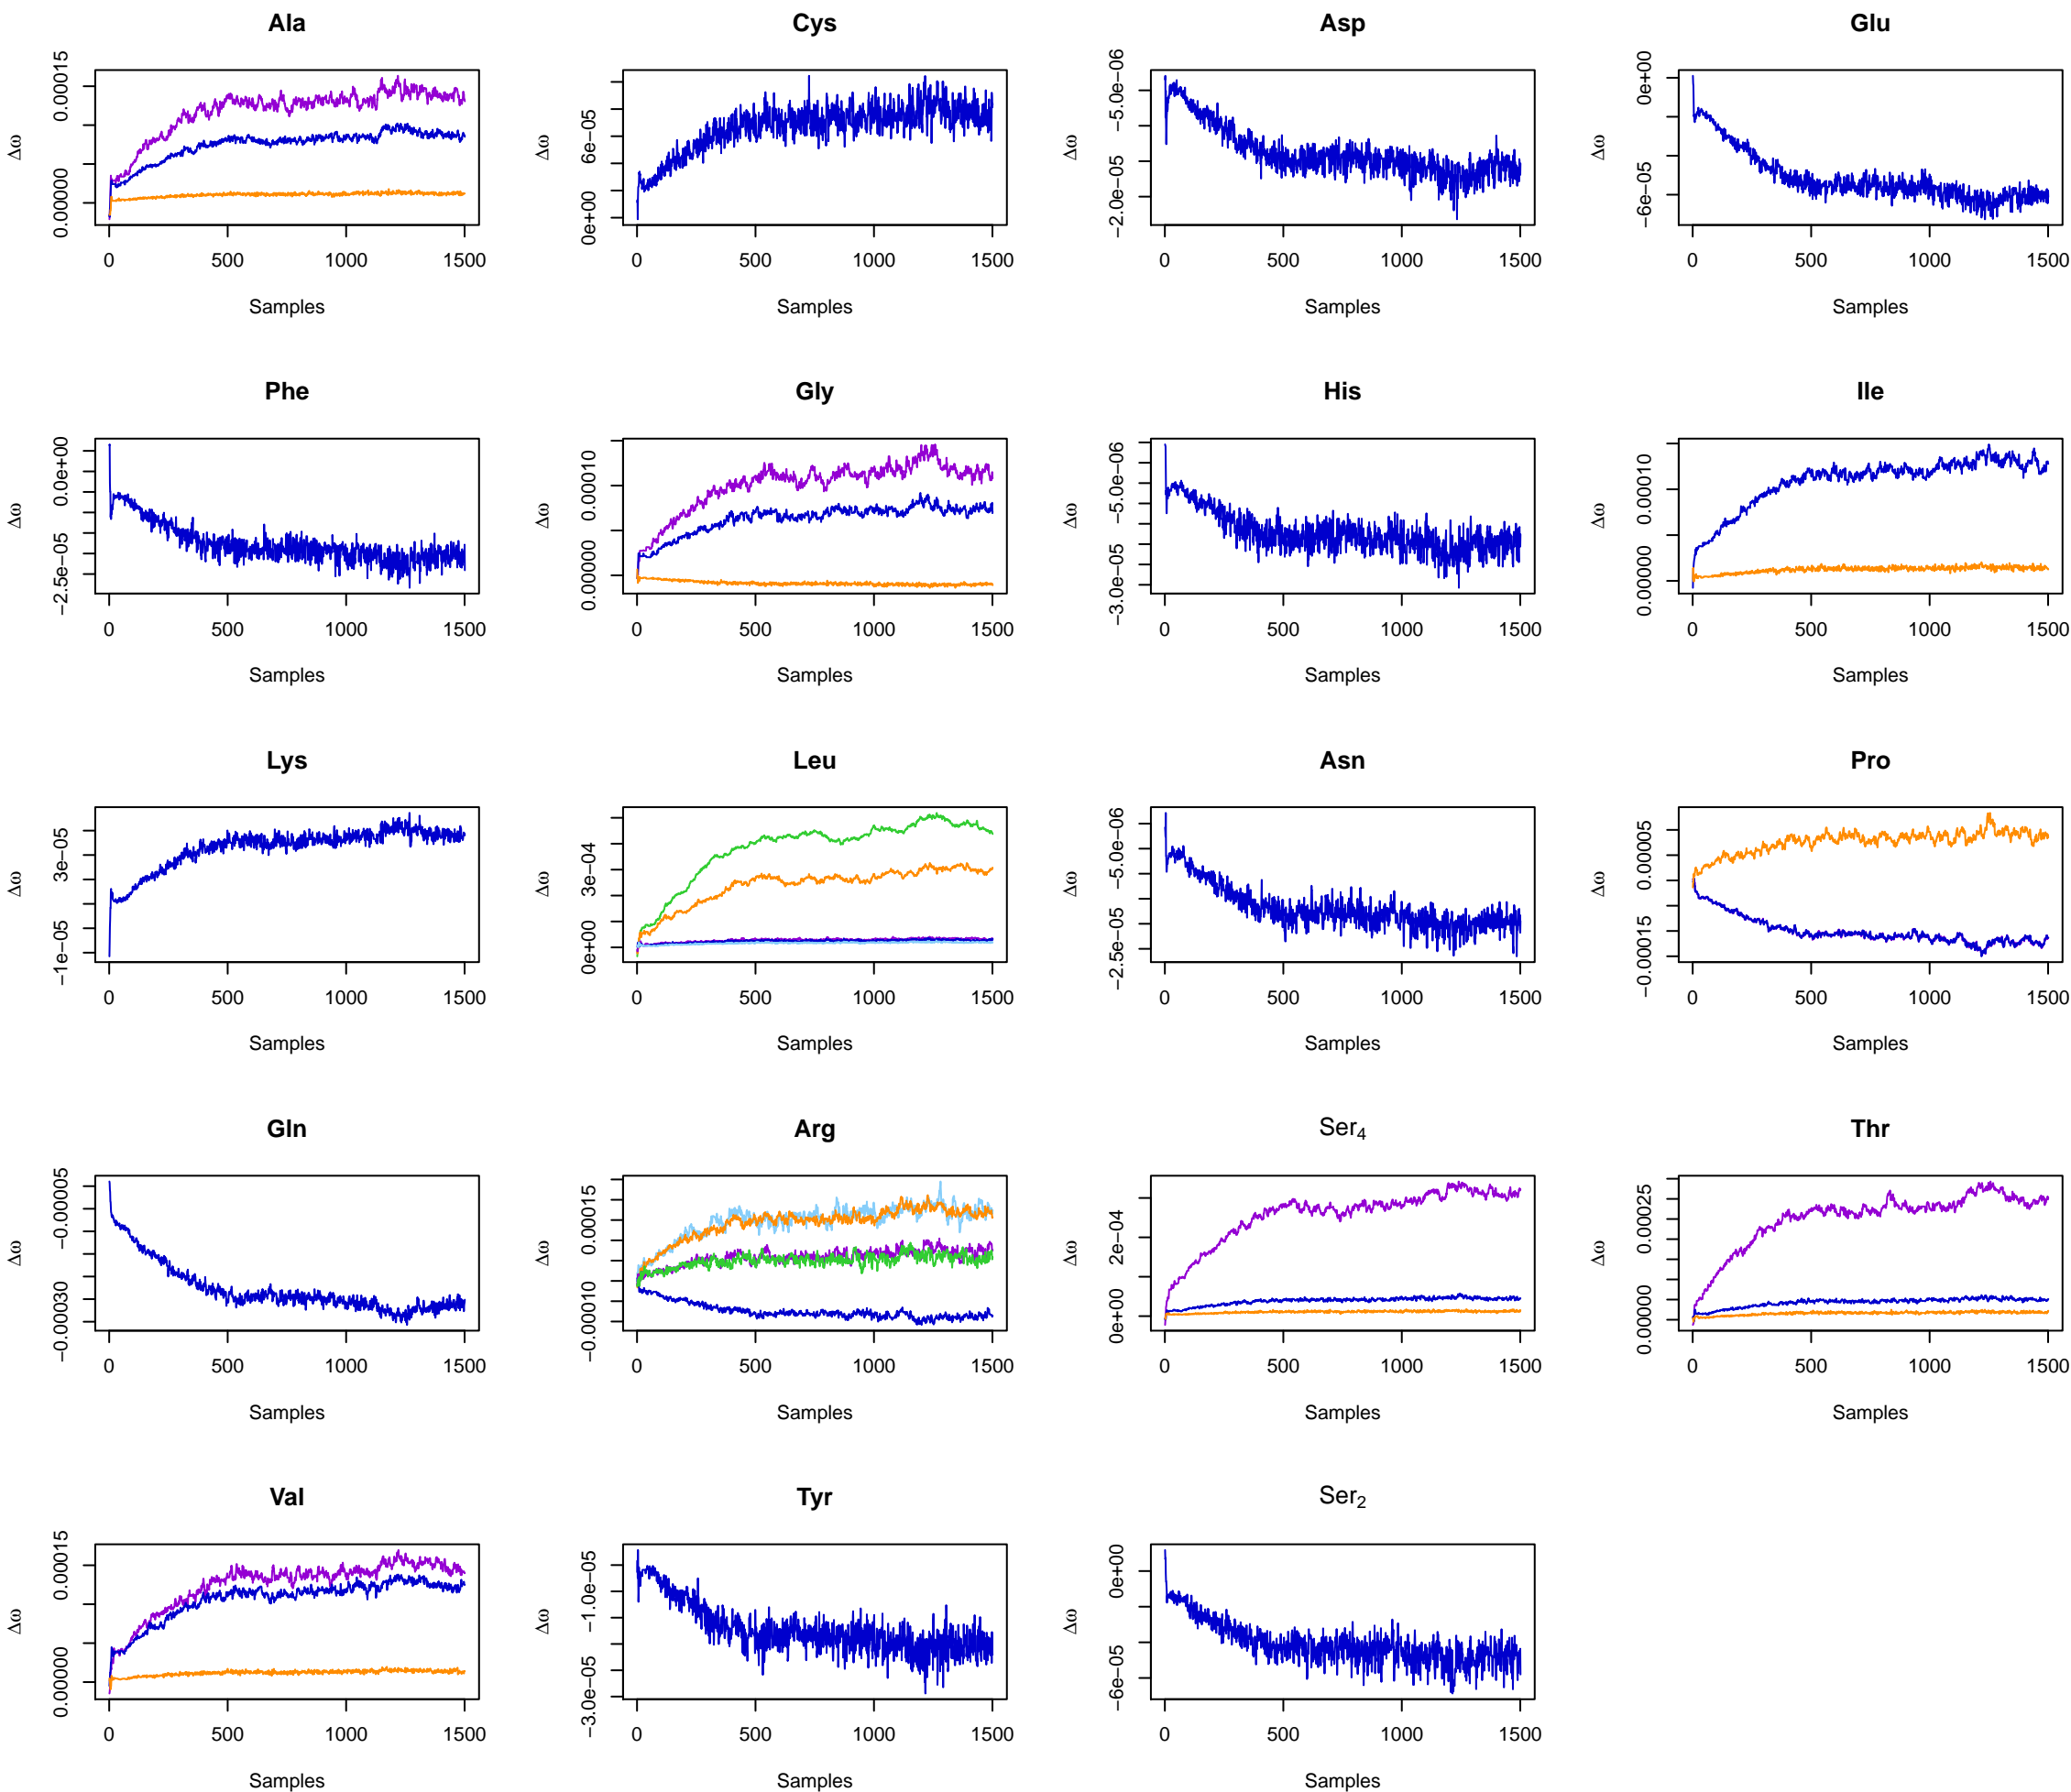 Ala
Δω
0.00000
0.00015
0
500
1000
1500
Samples
Cys
Δω
0e+00
6e−05
0
500
1000
1500
Samples
Asp
Δω
−2.0e−05
−5.0e−06
0
500
1000
1500
Samples
Glu
Δω
−6e−05
0e+00
0
500
1000
1500
Samples
Phe
Δω
−2.5e−05
0.0e+00
0
500
1000
1500
Samples
Gly
Δω
0.00000
0.00010
0
500
1000
1500
Samples
His
Δω
−3.0e−05
−5.0e−06
0
500
1000
1500
Samples
Ile
Δω
0.00000
0.00010
0
500
1000
1500
Samples
Lys
Δω
−1e−05
3e−05
0
500
1000
1500
Samples
Leu
Δω
0e+00
3e−04
0
500
1000
1500
Samples
Asn
Δω
−2.5e−05
−5.0e−06
0
500
1000
1500
Samples
Pro
Δω
−0.00015
0.00005
0
500
1000
1500
Samples
Gln
Δω
−0.00030
−0.00005
0
500
1000
1500
Samples
Arg
Δω
−0.00010
0.00015
0
500
1000
1500
Samples
Ser₄
Δω
0e+00
2e−04
0
500
1000
1500
Samples
Thr
Δω
0.00000
0.00025
0
500
1000
1500
Samples
Val
Δω
0.00000
0.00015
0
500
1000
1500
Samples
Tyr
Δω
−3.0e−05
−1.0e−05
0
500
1000
1500
Samples
Ser₂
Δω
−6e−05
0e+00
0
500
1000
1500
Samples